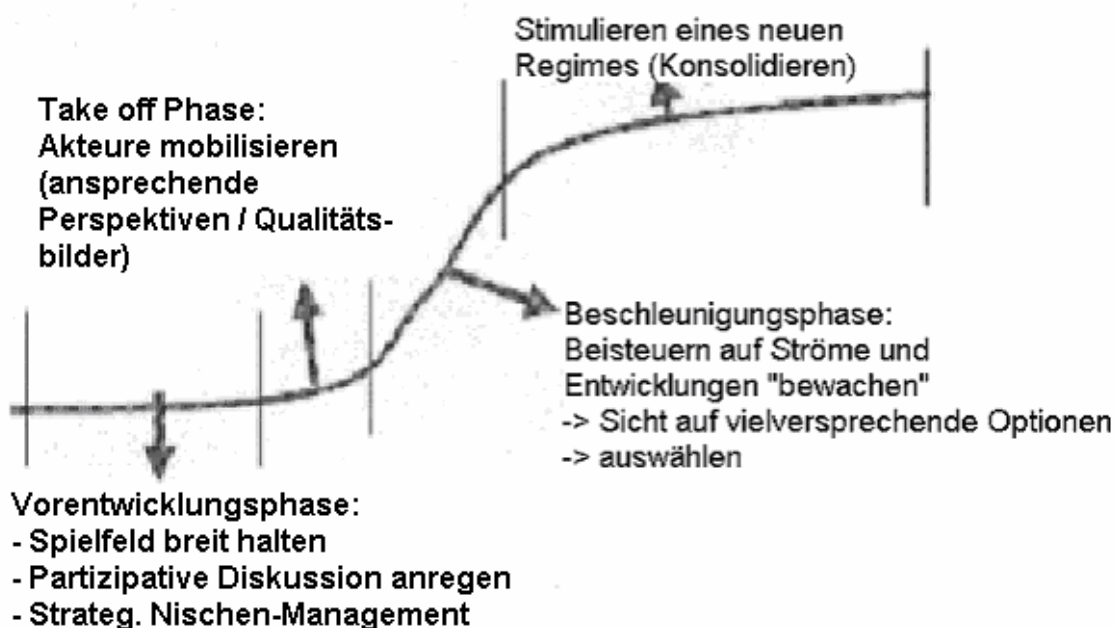 Stimulieren eines neuen
Regimes (Konsolidieren)
Take off Phase:
Akteure mobilisieren
(ansprechende
Perspektiven / Qualitäts-
bilder)
Beschleunigungsphase:
Beisteuern auf Ströme und
Entwicklungen "bewachen"
-> Sicht auf vielversprechende Optionen
-> auswählen
Vorentwicklungsphase:
- Spielfeld breit halten
- Partizipative Diskussion anregen
- Strateg. Nischen-Management